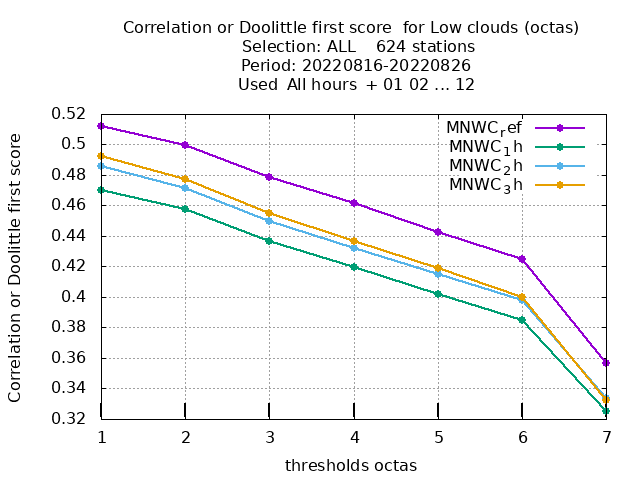 Correlation or Doolittle first score  for Low clouds (octas)
Selection: ALL    624 stations
Period: 20220816-20220826
Used  All hours  + 01 02 ... 12
0.52
0.5
0.48
0.46
0.44
0.42
0.4
0.38
0.36
0.34
0.32
Correlation or Doolittle first score
MNWC_ref
MNWC_1h
MNWC_2h
MNWC_3h
1 2 3 4 5 6 7
thresholds octas